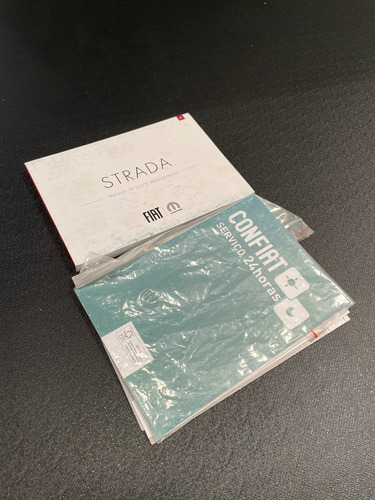 STRADA
FIAT
CONFIAT
SERVIÇO 24horas